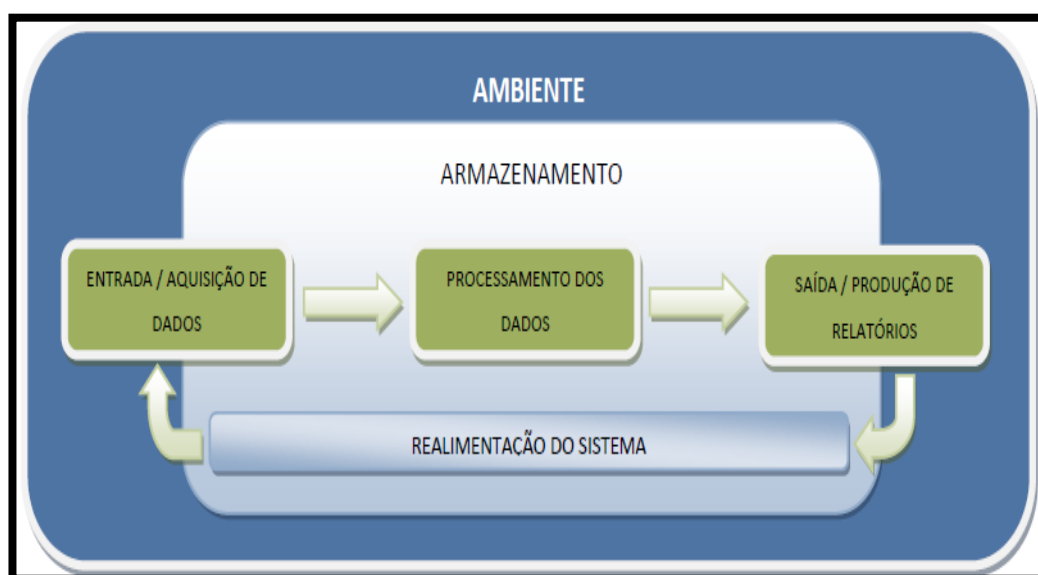 AMBIENTE
ARMAZENAMENTO
ENTRADA / AQUISIÇÃO DE
DADOS
PROCESSAMENTO DOS
DADOS
SAÍDA / PRODUÇÃO DE
RELATÓRIOS
REALIMENTAÇÃO DO SISTEMA